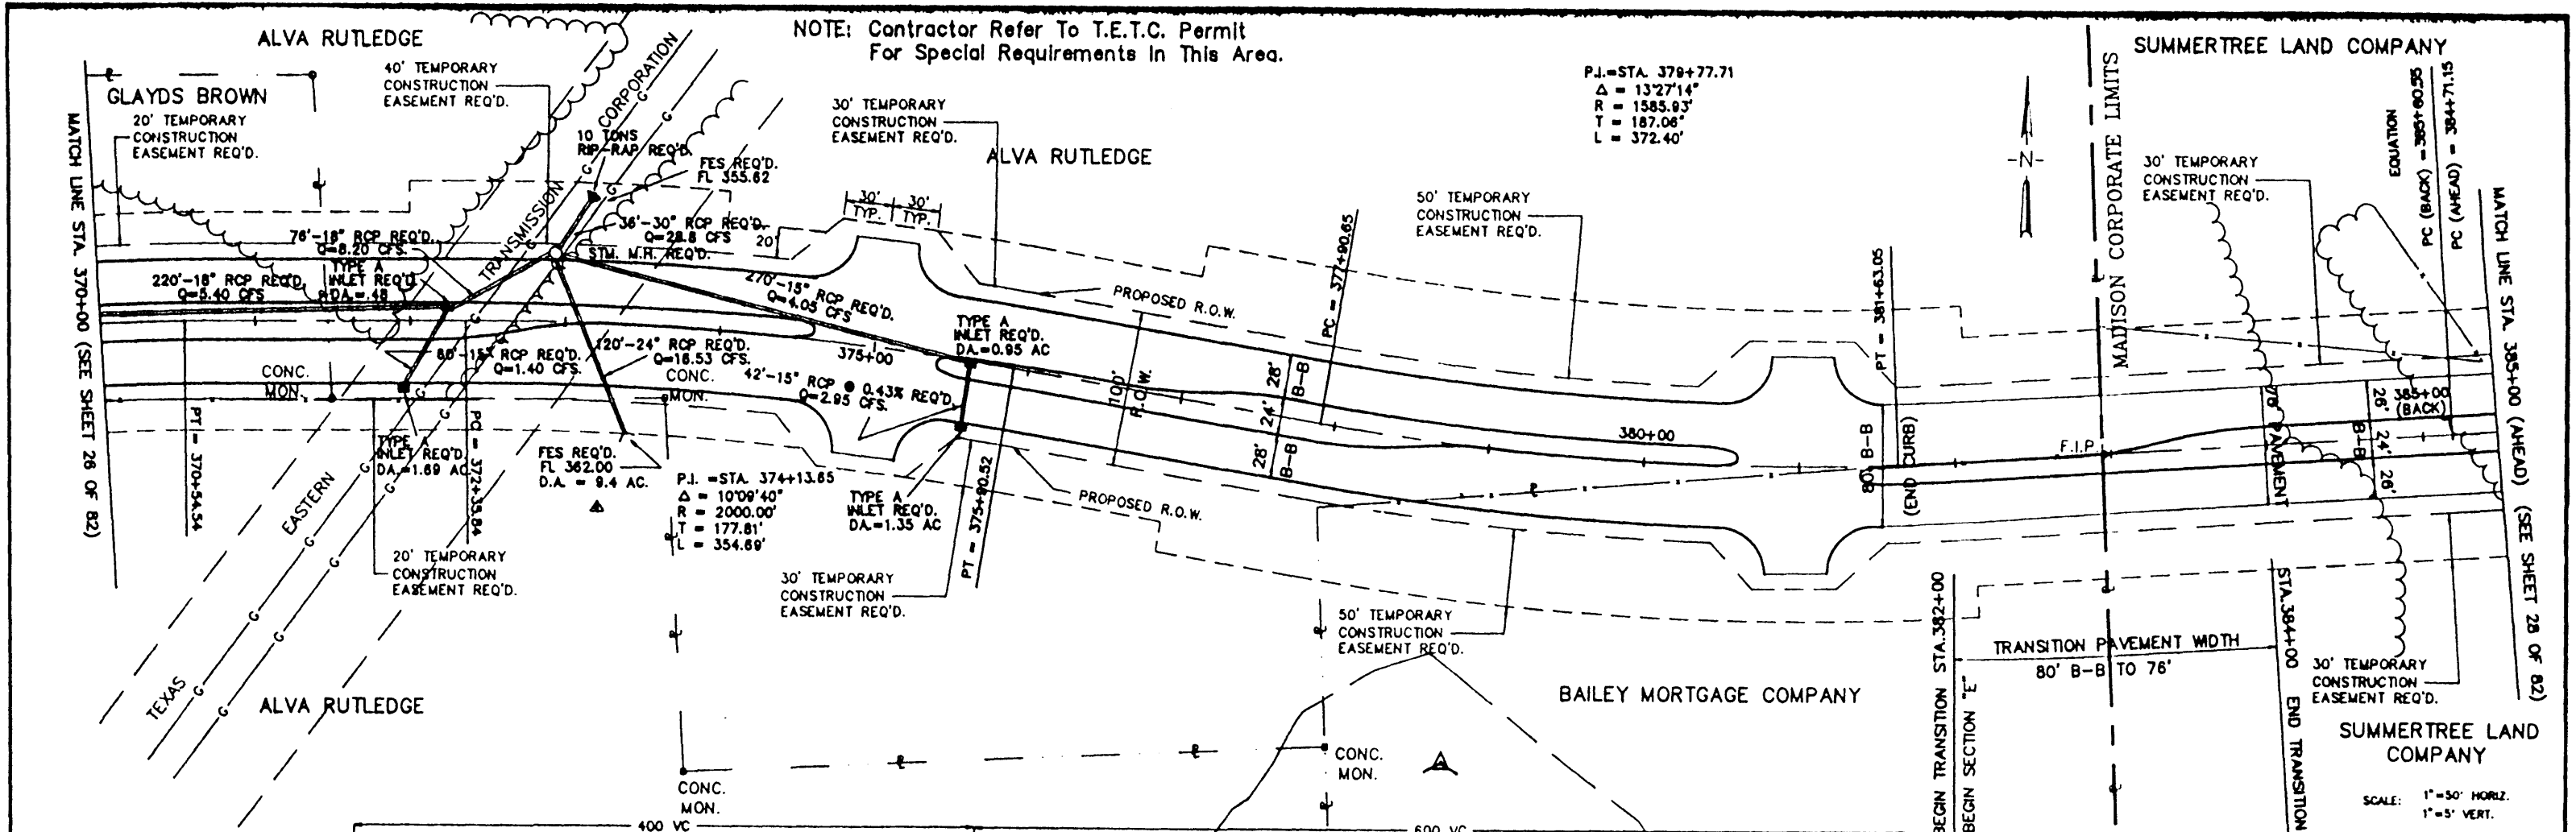 NOTE: Contractor Refer To T.E.T.C. Permit
For Special Requirements In This Area.
ALVA RUTLEDGE
GLAYDS BROWN
20' TEMPORARY
CONSTRUCTION
EASEMENT REQ'D.
40' TEMPORARY
CONSTRUCTION
EASEMENT REQ'D.
MATCH LINE STA. 370+00 (SEE SHEET 26 OF 82)
TEXAS EASTERN TRANSMISSION CORPORATION
10 TONS
RIP-RAP REQ'D.
FES REQ'D.
FL 355.62
36'-30" RCP REQ'D.
Q=28.8 CFS
STM. M.H. REQ'D.
76'-18" RCP REQ'D.
Q=8.20 CFS.
TYPE A
INLET REQ'D.
DA.=.48
220'-18" RCP REQ'D.
Q=5.40 CFS
30' TEMPORARY
CONSTRUCTION
EASEMENT REQ'D.
ALVA RUTLEDGE
30' 30'
TYP. TYP.
20'
270'-15" RCP REQ'D.
Q=4.05 CFS
80'-15" RCP REQ'D.
Q=1.40 CFS.
120'-24" RCP REQ'D.
Q=16.53 CFS.
CONC.
MON.
CONC.
MON.
375+00
42'-15" RCP @ 0.43% REQ'D.
Q=2.95 CFS.
TYPE A
INLET REQ'D.
DA.=0.95 AC
PT = 370+54.54
TYPE A
INLET REQ'D.
DA.=1.69 AC
PC = 372+35.84
FES REQ'D.
FL 362.00
D.A. = 9.4 AC.
P.I. =STA. 374+13.65
Δ = 10°09'40"
R = 2000.00'
T = 177.81'
L = 354.69'
TYPE A
INLET REQ'D.
DA.=1.35 AC
PT = 375+90.52
20' TEMPORARY
CONSTRUCTION
EASEMENT REQ'D.
30' TEMPORARY
CONSTRUCTION
EASEMENT REQ'D.
ALVA RUTLEDGE
CONC.
MON.
400 VC
600 VC
P.I.=STA. 379+77.71
Δ = 13°27'14"
R = 1585.93'
T = 187.06'
L = 372.40'
PROPOSED R.O.W.
PROPOSED R.O.W.
100'
R.O.W.
28' B-B
24'
28' B-B
PC = 377+90.65
50' TEMPORARY
CONSTRUCTION
EASEMENT REQ'D.
380+00
PT = 381+63.05
80' B-B
(END CURB)
50' TEMPORARY
CONSTRUCTION
EASEMENT REQ'D.
CONC.
MON.
BAILEY MORTGAGE COMPANY
-N-
MADISON CORPORATE LIMITS
SUMMERTREE LAND COMPANY
30' TEMPORARY
CONSTRUCTION
EASEMENT REQ'D.
EQUATION
PC (BACK) = 385+60.55
PC (AHEAD) = 384+71.15
MATCH LINE STA. 385+00 (AHEAD) (SEE SHEET 28 OF 82)
F.I.P.
76' PAVEMENT
26'
24'
26'
B-B
385+00
(BACK)
BEGIN TRANSITION STA.382+00
BEGIN SECTION "E"
TRANSITION PAVEMENT WIDTH
80' B-B TO 76'
STA.384+00 END TRANSITION
30' TEMPORARY
CONSTRUCTION
EASEMENT REQ'D.
SUMMERTREE LAND
COMPANY
SCALE: 1"=50' HORIZ.
1"=5' VERT.